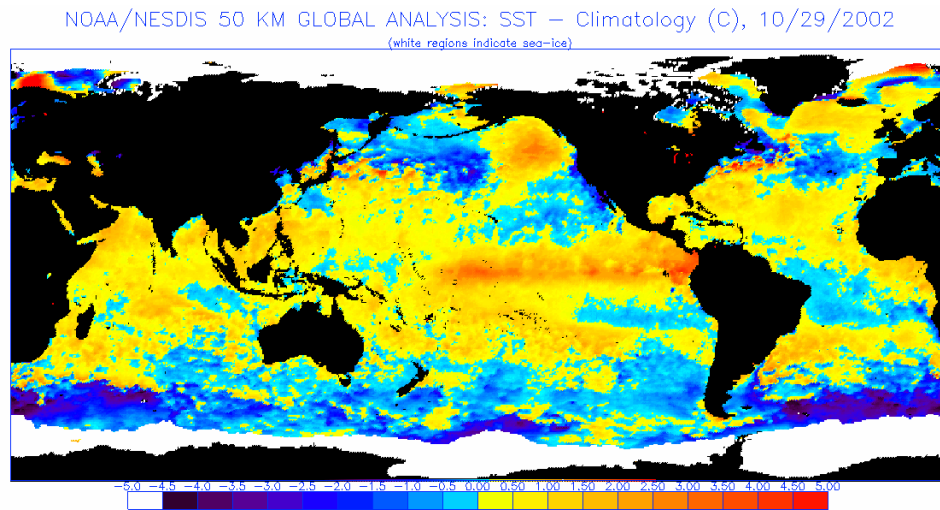 NOAA/NESDIS 50 KM GLOBAL ANALYSIS: SST – Climatology (C), 10/29/2002
(white regions indicate sea-ice)
-5.0 -4.5 -4.0 -3.5 -3.0 -2.5 -2.0 -1.5 -1.0 -0.50 0.00 0.50 1.00 1.50 2.00 2.50 3.00 3.50 4.00 4.50 5.00